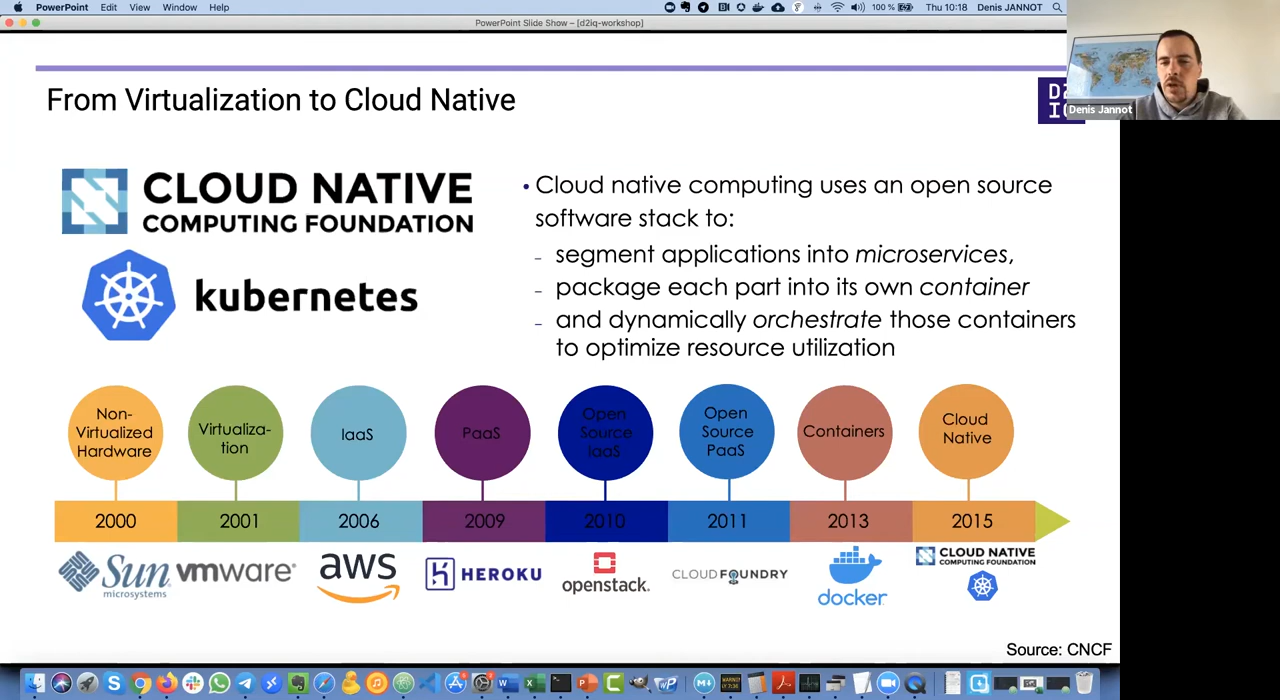 PowerPoint Edit View Window Help
100 % Thu 10:18 Denis JANNOT
PowerPoint Slide Show – [d2iq-workshop]
From Virtualization to Cloud Native
Denis Jannot
CLOUD NATIVE
COMPUTING FOUNDATION
kubernetes
• Cloud native computing uses an open source
software stack to:
- segment applications into microservices,
- package each part into its own container
- and dynamically orchestrate those containers
to optimize resource utilization
Non-
Virtualized
Hardware
Virtualiza-
tion
IaaS
PaaS
Open
Source
IaaS
Open
Source
PaaS
Containers
Cloud
Native
2000 2001 2006 2009 2010 2011 2013 2015
Sun
microsystems
vmware®
aws
HEROKU
openstack.
CLOUD FOUNDRY
docker
CLOUD NATIVE
COMPUTING FOUNDATION
Source: CNCF